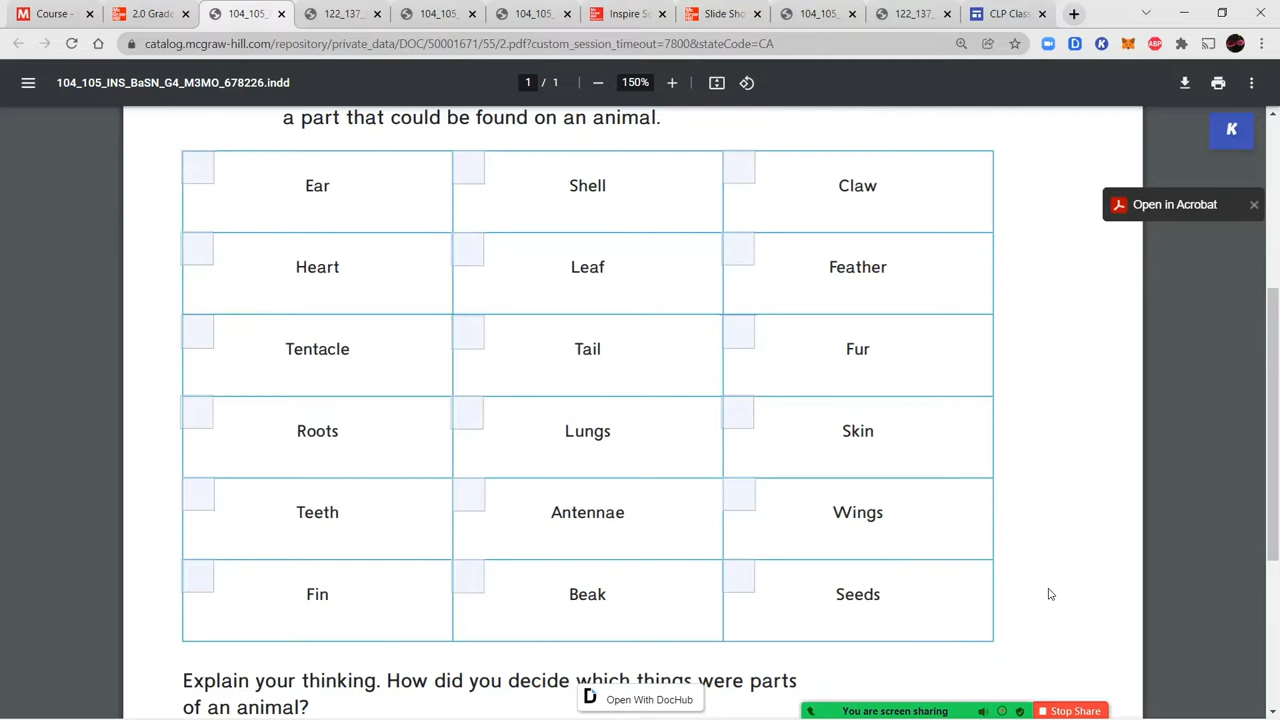 Course -
2.0 Grade
104_105_
122_137_
104_103
104_103
Inspire Sc
Slide Sho
104_105_
122_137_
CLP Class
catalog.mcgraw-hill.com/repository/private_data/DOC/E0001671/55/2.pdf?custom_session_timeout=7800&stateCode=CA
104_105_INS_BaSN_G4_M3MO_678226.indd
1 / 1
150%
a part that could be found on an animal.
K
Open in Acrobat
Ear Shell Claw
Heart Leaf Feather
Tentacle Tail Fur
Roots Lungs Skin
Teeth Antennae Wings
Fin Beak Seeds
Explain your thinking. How did you decide which things were parts
of an animal?
Open With DocHub
You are screen sharing
Stop Share